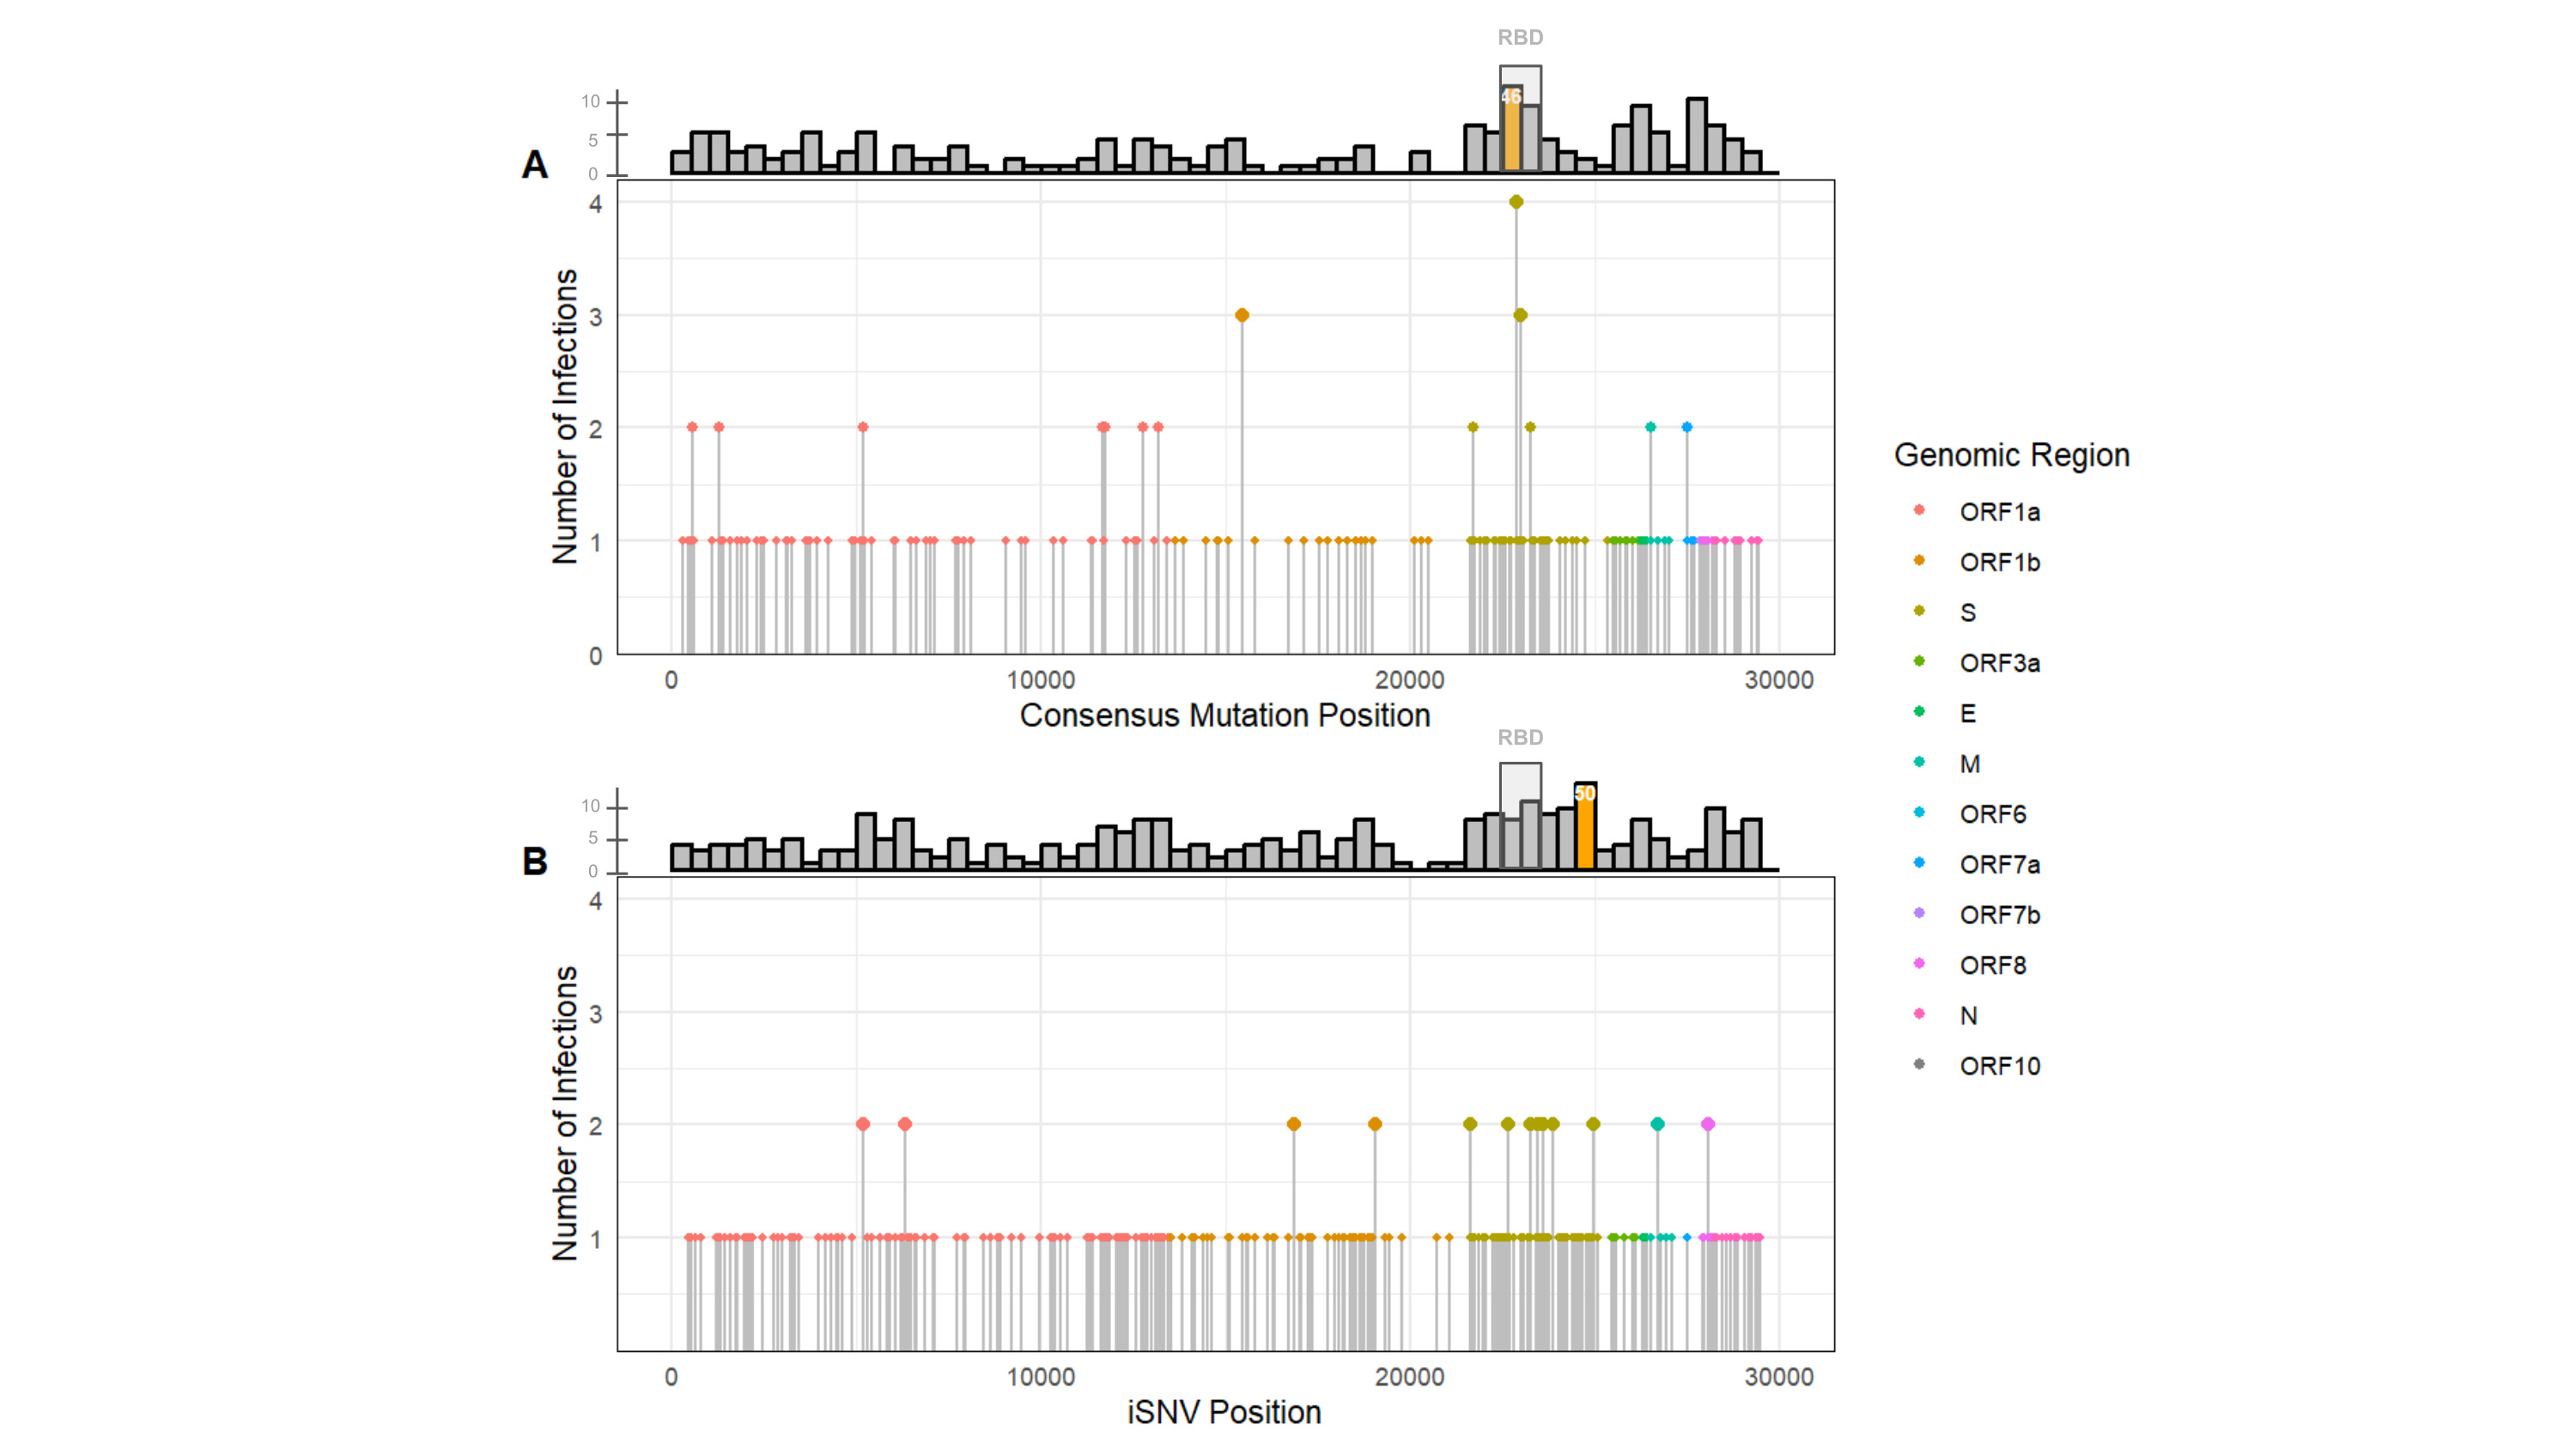 RBD
10
5
0
46
A
4
3
2
1
0
Number of Infections
0 10000 20000 30000
Consensus Mutation Position
RBD
10
5
0
50
B
4
3
2
1
Number of Infections
0 10000 20000 30000
iSNV Position
Genomic Region
ORF1a
ORF1b
S
ORF3a
E
M
ORF6
ORF7a
ORF7b
ORF8
N
ORF10